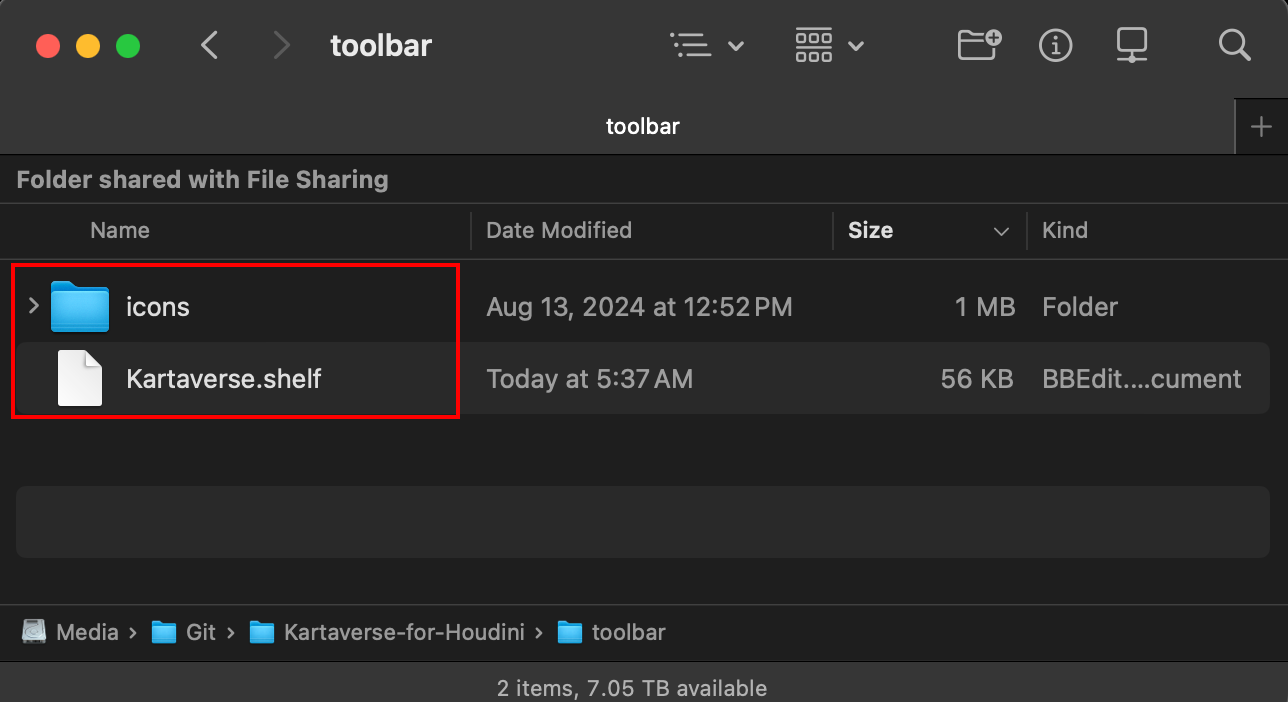 toolbar
toolbar
Folder shared with File Sharing
Name Date Modified Size Kind
icons Aug 13, 2024 at 12:52 PM 1 MB Folder
Kartaverse.shelf Today at 5:37 AM 56 KB BBEdit....cument
Media › Git › Kartaverse-for-Houdini › toolbar
2 items, 7.05 TB available